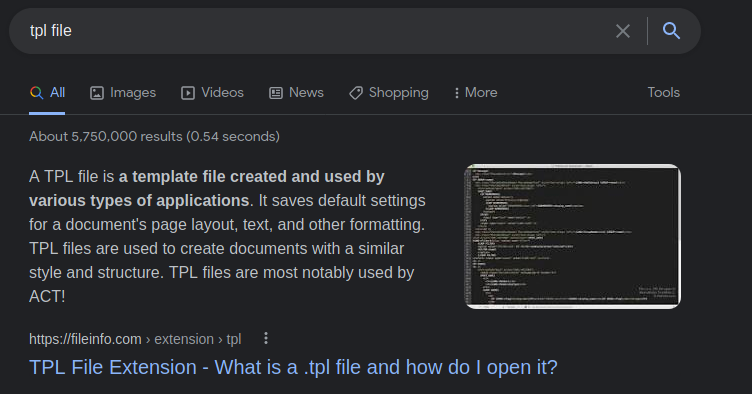 tpl file
All
Images
Videos
News
Shopping
More
Tools
About 5,750,000 results (0.54 seconds)
A TPL file is a template file created and used by
various types of applications. It saves default settings
for a document's page layout, text, and other formatting.
TPL files are used to create documents with a similar
style and structure. TPL files are most notably used by
ACT!
https://fileinfo.com › extension › tpl
TPL File Extension - What is a .tpl file and how do I open it?